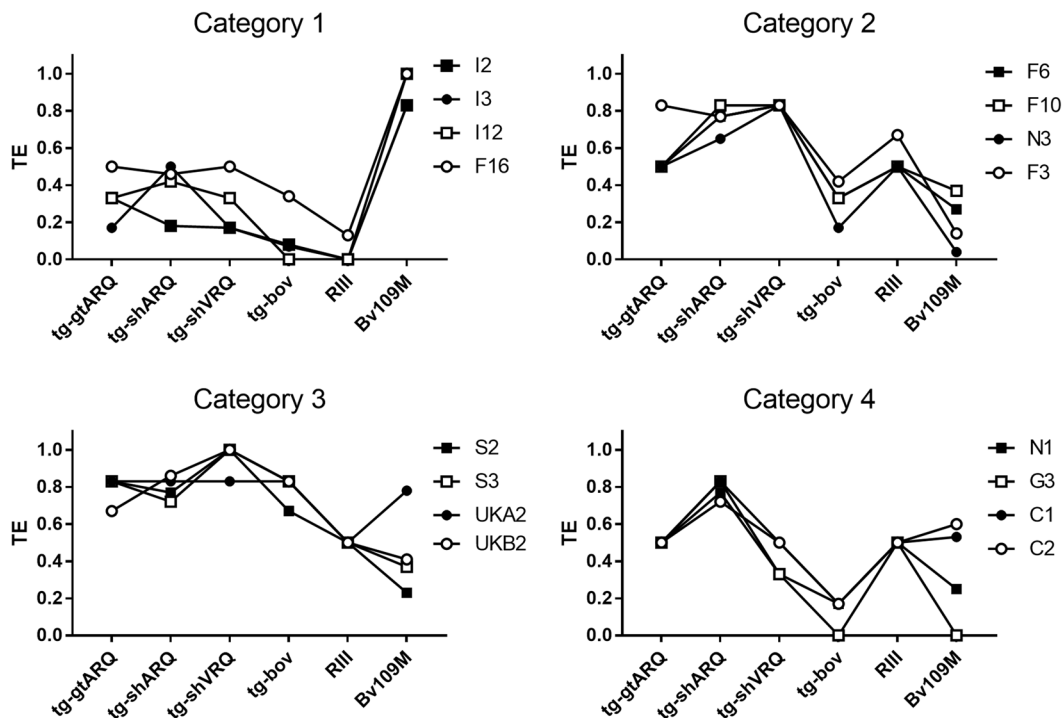 Category 1
TE
1.0
0.8
0.6
0.4
0.2
0.0
tg-gtARQ
tg-shARQ
tg-shVRQ
tg-bov
RIII
Bv109M
I2
I3
I12
F16
Category 2
TE
1.0
0.8
0.6
0.4
0.2
0.0
tg-gtARQ
tg-shARQ
tg-shVRQ
tg-bov
RIII
Bv109M
F6
F10
N3
F3
Category 3
TE
1.0
0.8
0.6
0.4
0.2
0.0
tg-gtARQ
tg-shARQ
tg-shVRQ
tg-bov
RIII
Bv109M
S2
S3
UKA2
UKB2
Category 4
TE
1.0
0.8
0.6
0.4
0.2
0.0
tg-gtARQ
tg-shARQ
tg-shVRQ
tg-bov
RIII
Bv109M
N1
G3
C1
C2